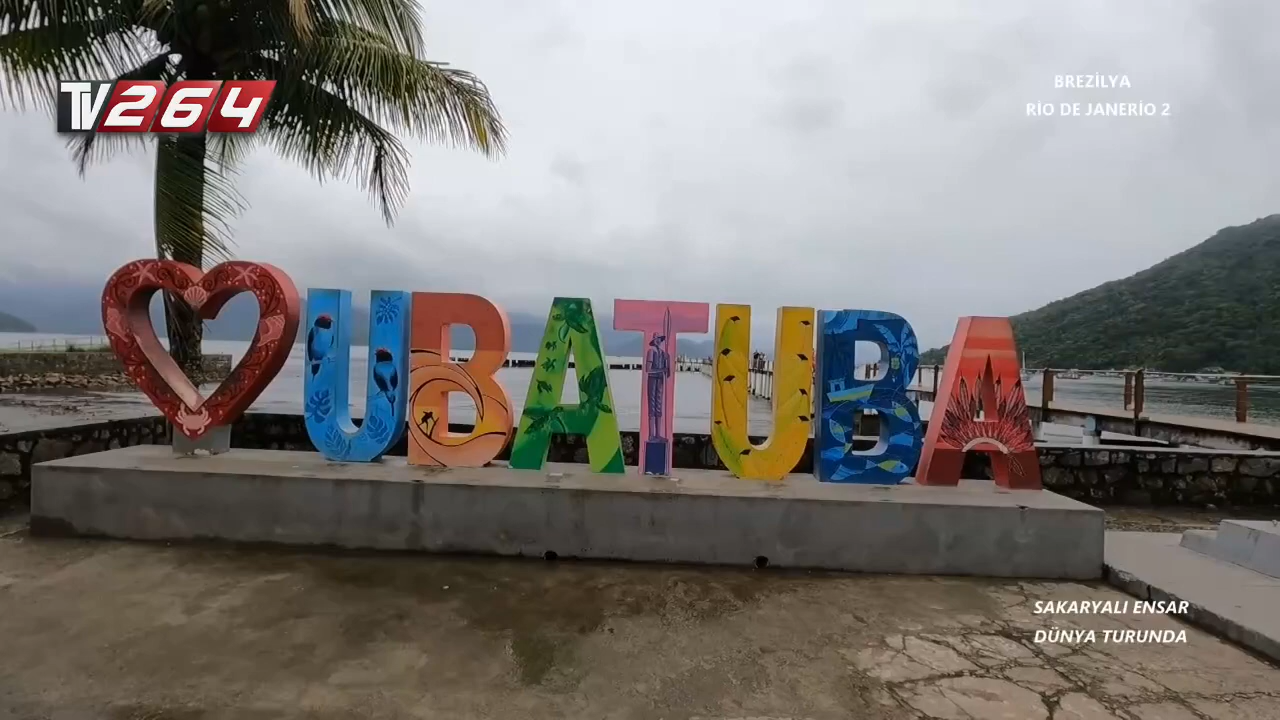 TV264
BREZİLYA
RİO DE JANERİO 2
UBATUBA
SAKARYALI ENSAR
DÜNYA TURUNDA